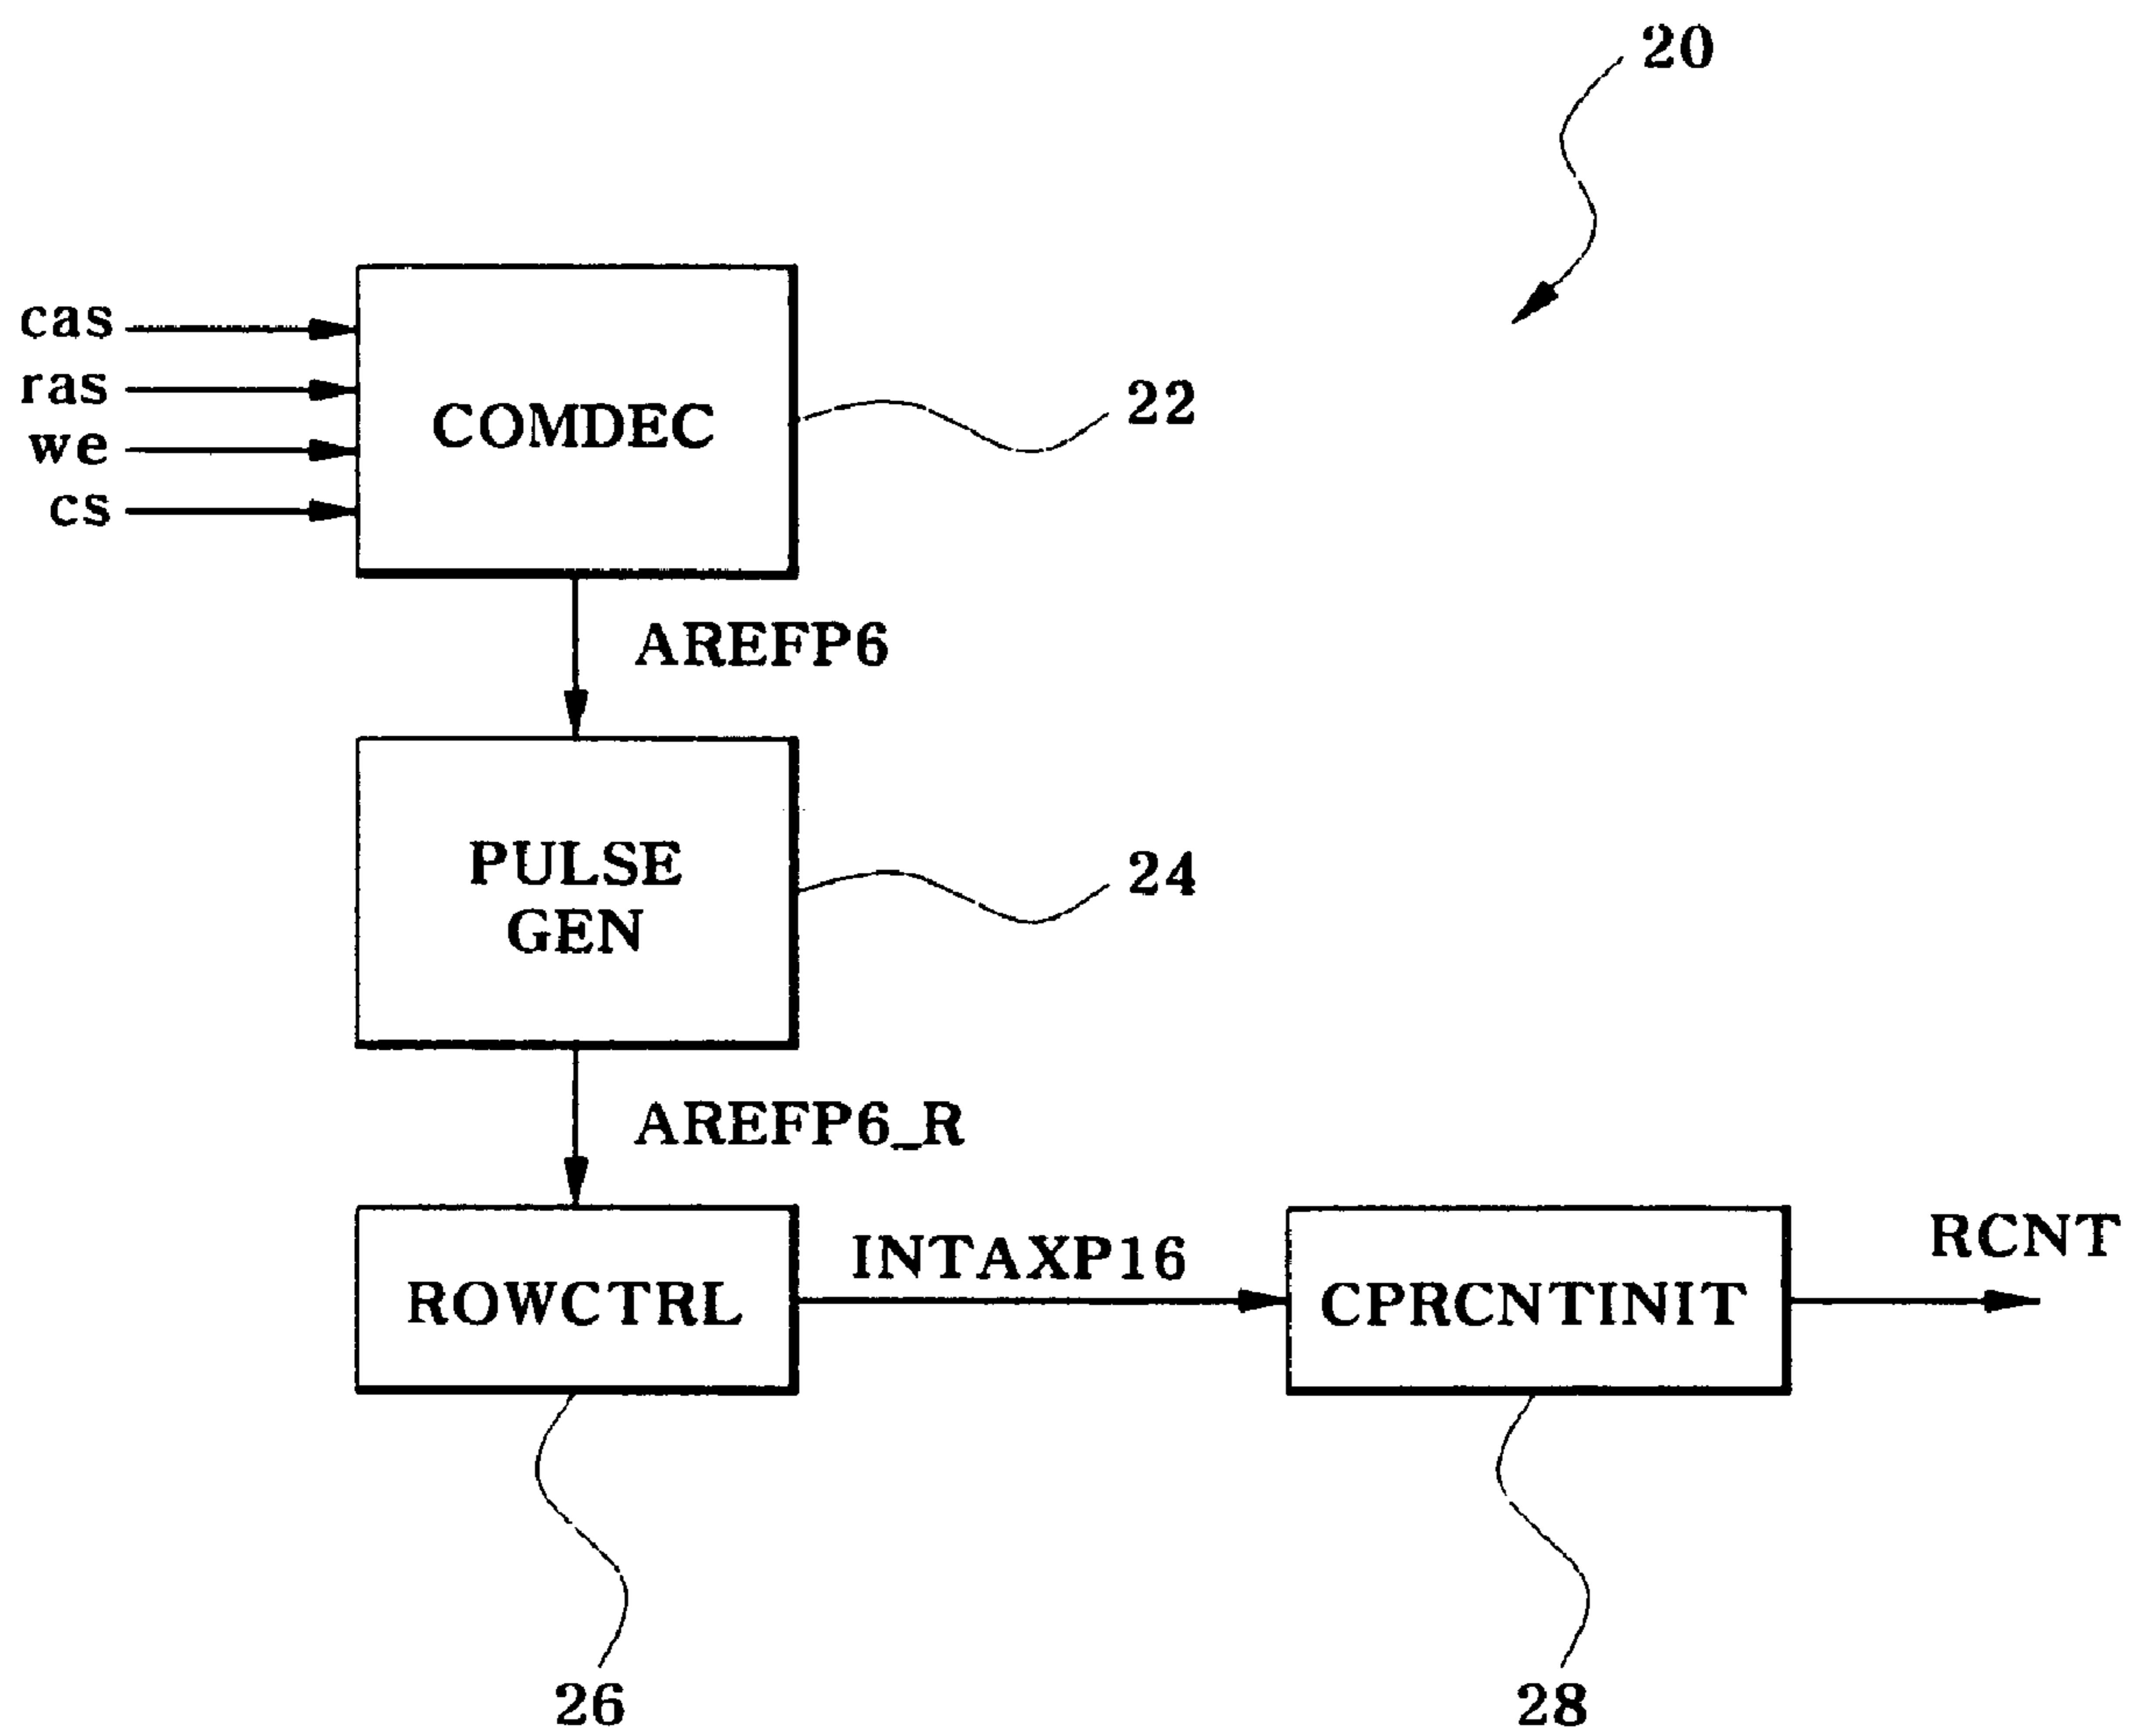 20
cas
ras
we
cs
COMDEC
22
AREFP6
PULSE
GEN
24
AREFP6_R
ROWCTRL
INTAXP16
CPRCNTINIT
RCNT
26
28